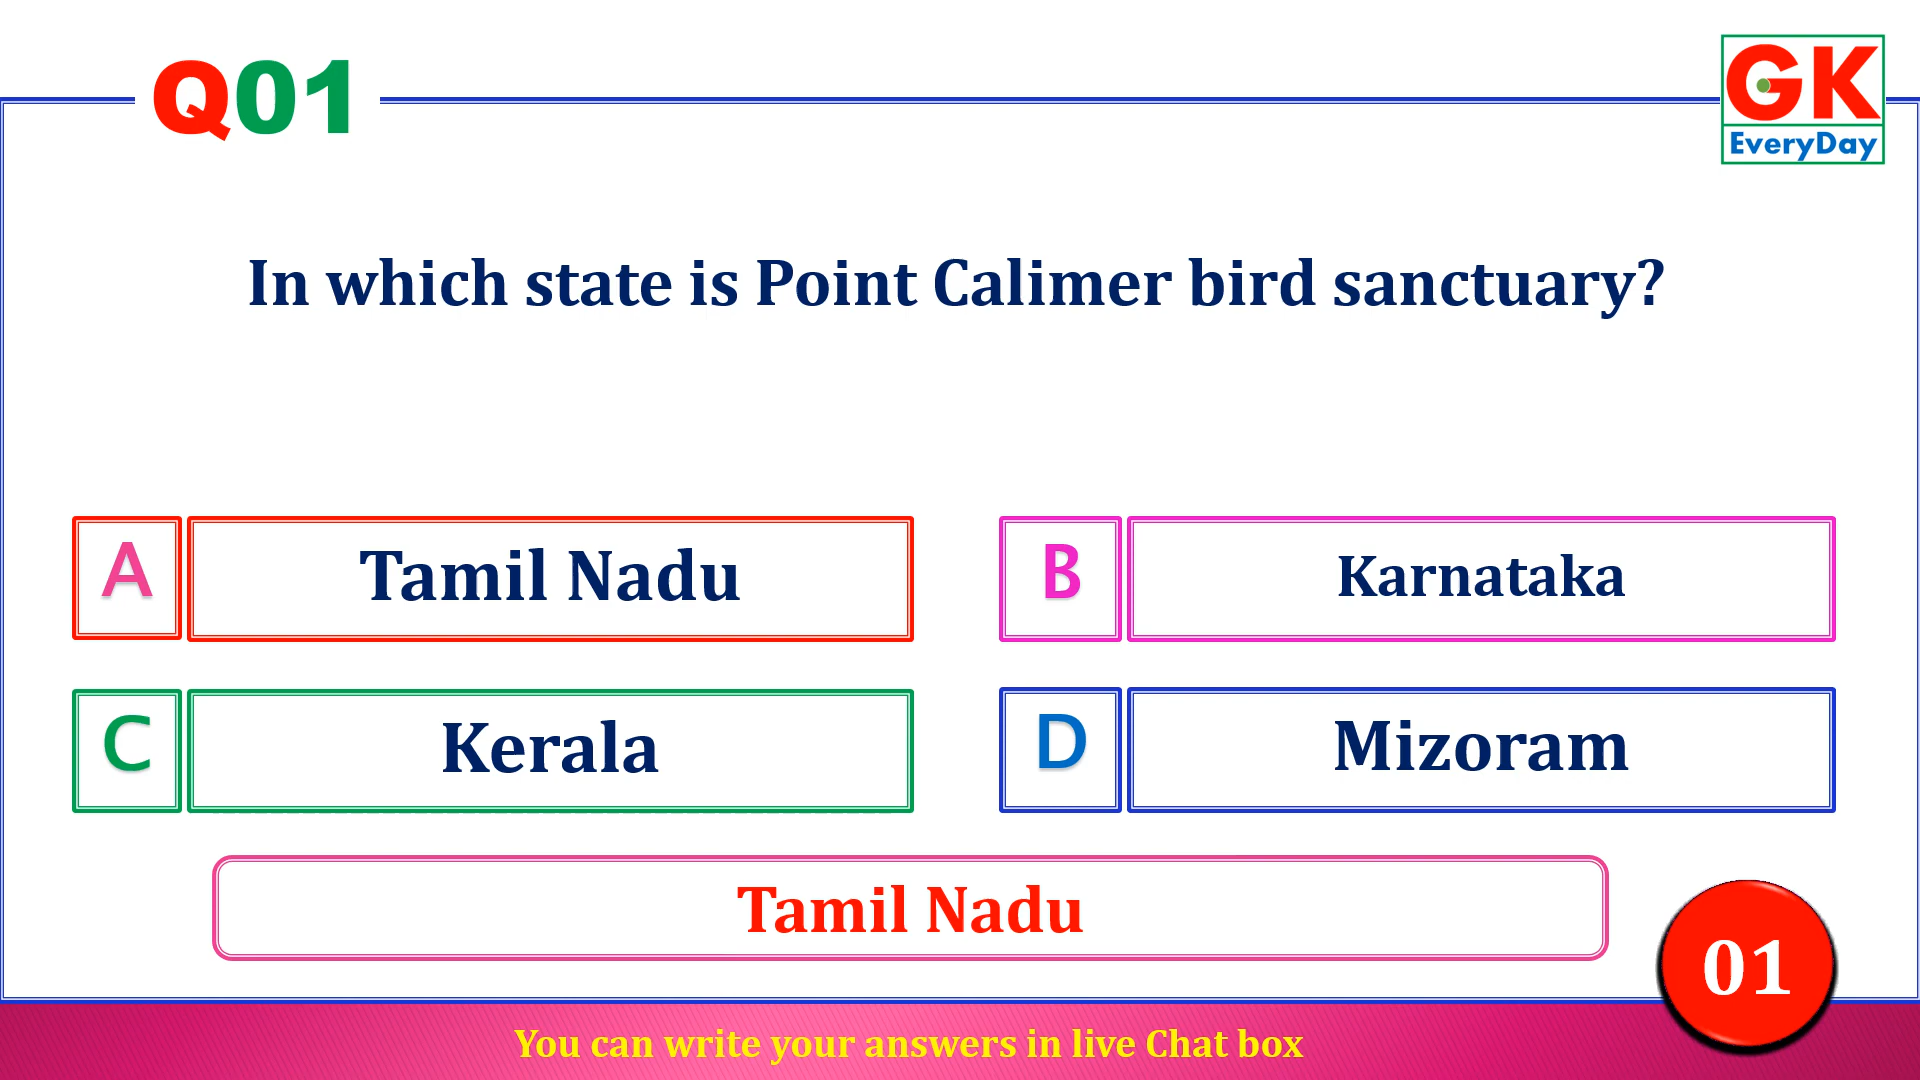 Q01
GK
EveryDay
In which state is Point Calimer bird sanctuary?
A
Tamil Nadu
B
Karnataka
C
Kerala
D
Mizoram
Tamil Nadu
01
You can write your answers in live Chat box